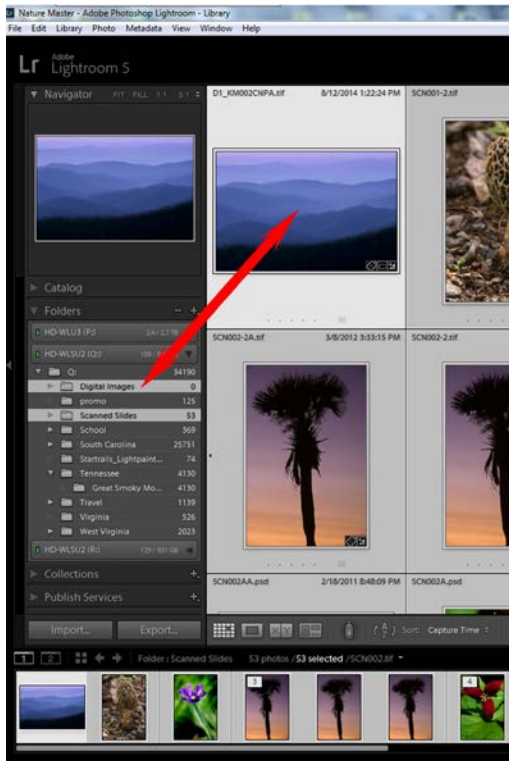 Nature Master - Adobe Photoshop Lightroom - Library
File Edit Library Photo Metadata View Window Help
Lr Adobe
Lightroom 5
Navigator FIT FILL 1:1 3:1
D1_KM002CNPA.tif 8/12/2014 1:22:24 PM
SCN001-2.tif
Catalog
Folders
HD-WLU3 (P:)
HD-WLSU2 (Q:)
Q: 34190
Digital Images 0
promo 125
Scanned Slides 53
School 369
South Carolina 25751
Startrails_Lightpaint... 74
Tennessee 4130
Great Smoky Mo... 4130
Travel 1139
Virginia 526
West Virginia 2023
HD-WLSU2 (R:)
Collections
Publish Services
SCN002-2A.tif 3/8/2012 3:33:15 PM
SCN002-2.tif
SCN002AA.psd 2/18/2011 8:48:09 PM
SCN002A.psd
Import... Export...
Sort: Capture Time
1 2 Folder : Scanned Slides 53 photos / 53 selected / SCN002.tif
3
4